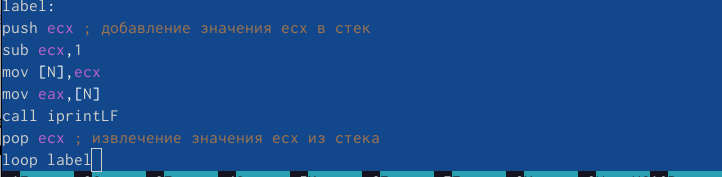 label:
push ecx ; добавление значения ecx в стек
sub ecx,1
mov [N],ecx
mov eax,[N]
call iprintLF
pop ecx ; извлечение значения ecx из стека
loop label